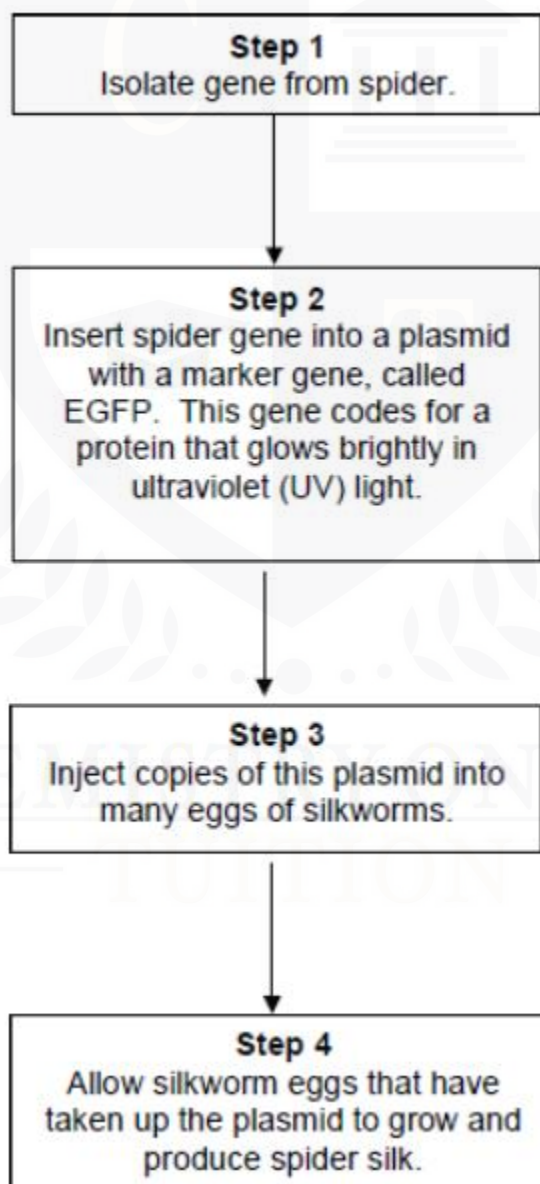 Step 1
Isolate gene from spider.
Step 2
Insert spider gene into a plasmid
with a marker gene, called
EGFP. This gene codes for a
protein that glows brightly in
ultraviolet (UV) light.
Step 3
Inject copies of this plasmid into
many eggs of silkworms.
EMISTRY ON
TUITION
Step 4
Allow silkworm eggs that have
taken up the plasmid to grow and
produce spider silk.